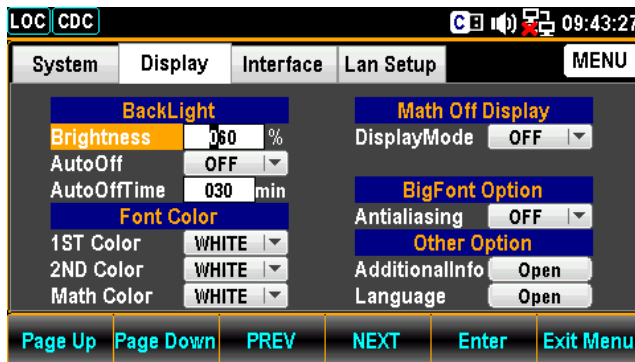 LOC CDC C 09:43:27
System Display Interface Lan Setup MENU
BackLight
Brightness 060 %
AutoOff OFF
AutoOffTime 030 min
Font Color
1ST Color WHITE
2ND Color WHITE
Math Color WHITE
Math Off Display
DisplayMode OFF
BigFont Option
Antialiasing OFF
Other Option
AdditionalInfo Open
Language Open
Page Up Page Down PREV NEXT Enter Exit Menu